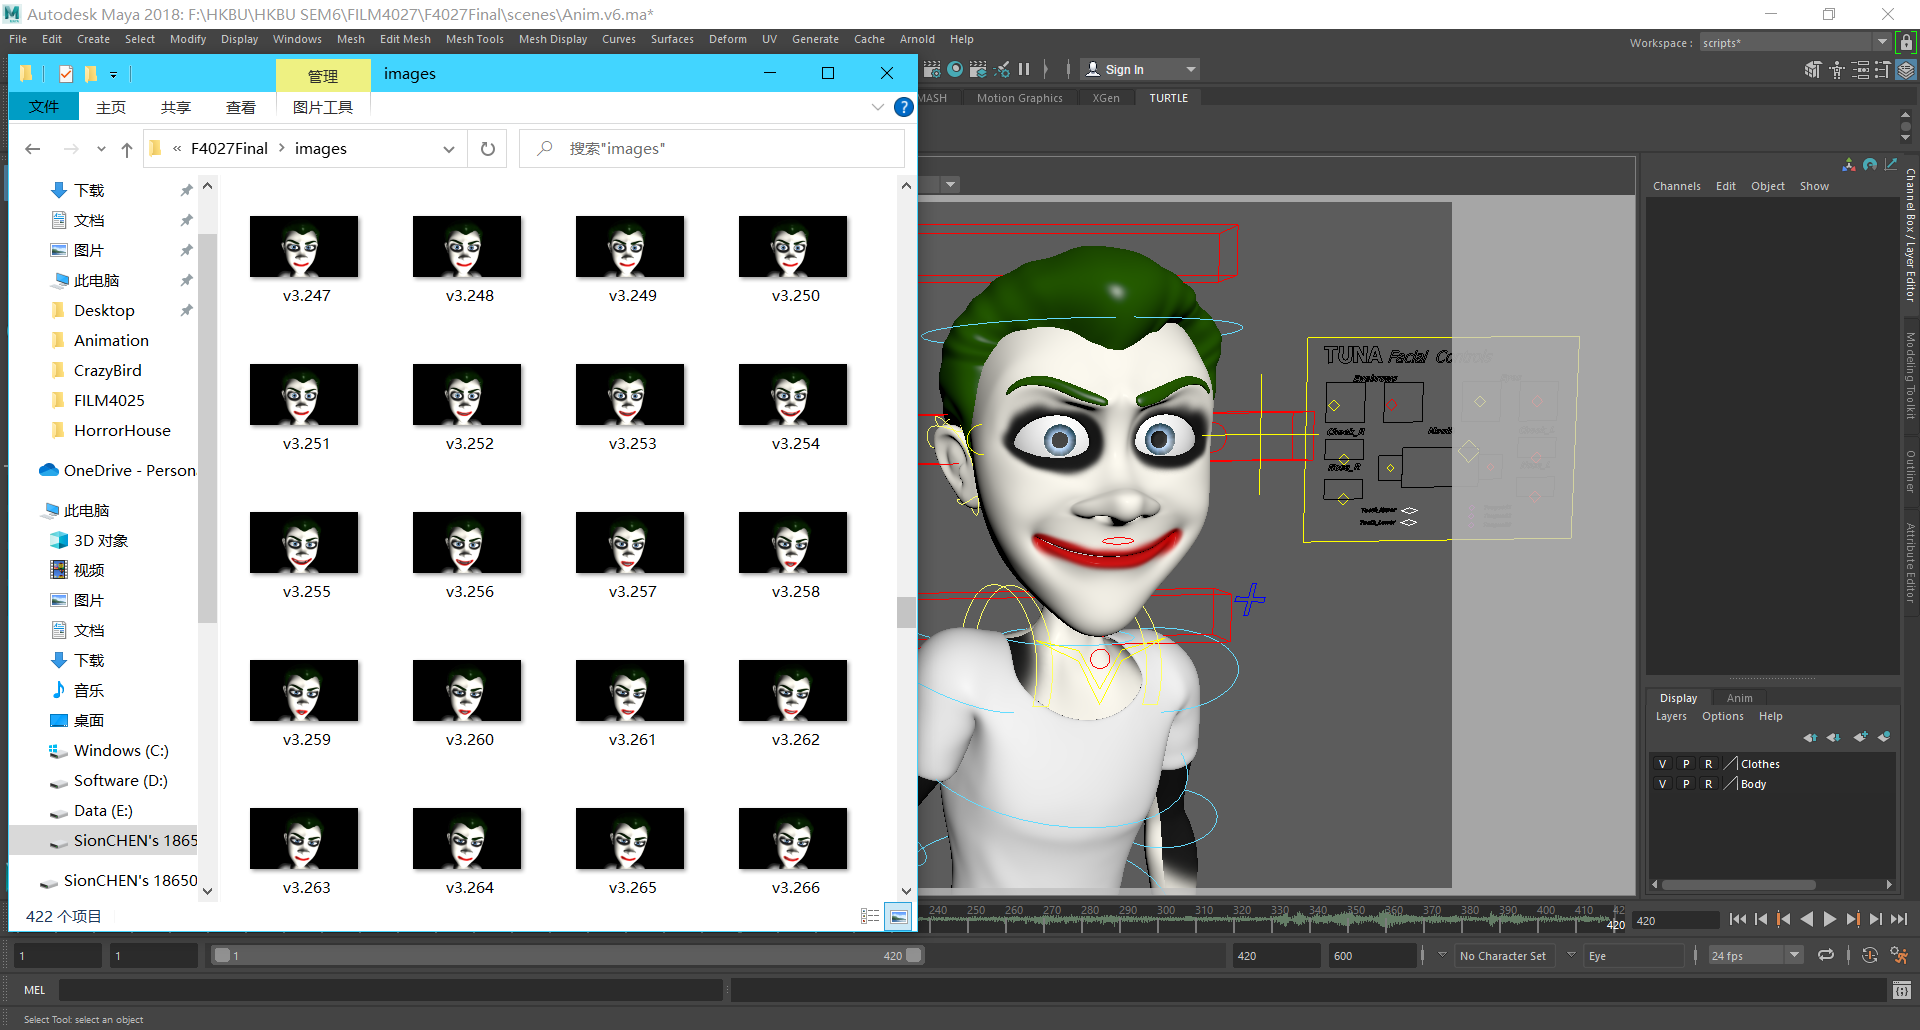 Autodesk Maya 2018: F:\HKBU\HKBU SEM6\FILM4027\F4027Final\scenes\Anim.v6.ma*
File Edit Create Select Modify Display Windows Mesh Edit Mesh Mesh Tools Mesh Display Curves Surfaces Deform UV Generate Cache Arnold Help
Workspace : scripts*
管理 images
Sign In
文件 主页 共享 查看 图片工具
MASH Motion Graphics XGen TURTLE
« F4027Final > images
搜索"images"
下载
文档
图片
此电脑
Desktop
Animation
CrazyBird
FILM4025
HorrorHouse
OneDrive - Person
此电脑
3D 对象
视频
图片
文档
下载
音乐
桌面
Windows (C:)
Software (D:)
Data (E:)
SionCHEN's 1865
SionCHEN's 18650
v3.247 v3.248 v3.249 v3.250
v3.251 v3.252 v3.253 v3.254
v3.255 v3.256 v3.257 v3.258
v3.259 v3.260 v3.261 v3.262
v3.263 v3.264 v3.265 v3.266
422 个项目
TUNA Facial Controls
Eyebrows
Cheek_R
Nose_R
Teeth_Upper
Teeth_Lower
Channels Edit Object Show
Channel Box / Layer Editor
Modeling Toolkit
Outliner
Attribute Editor
Display Anim
Layers Options Help
V P R Clothes
V P R Body
240 250 260 270 280 290 300 310 320 330 340 350 360 370 380 390 400 410 42
420
420
1 1 1 420 420 600 No Character Set Eye 24 fps
MEL
Select Tool: select an object